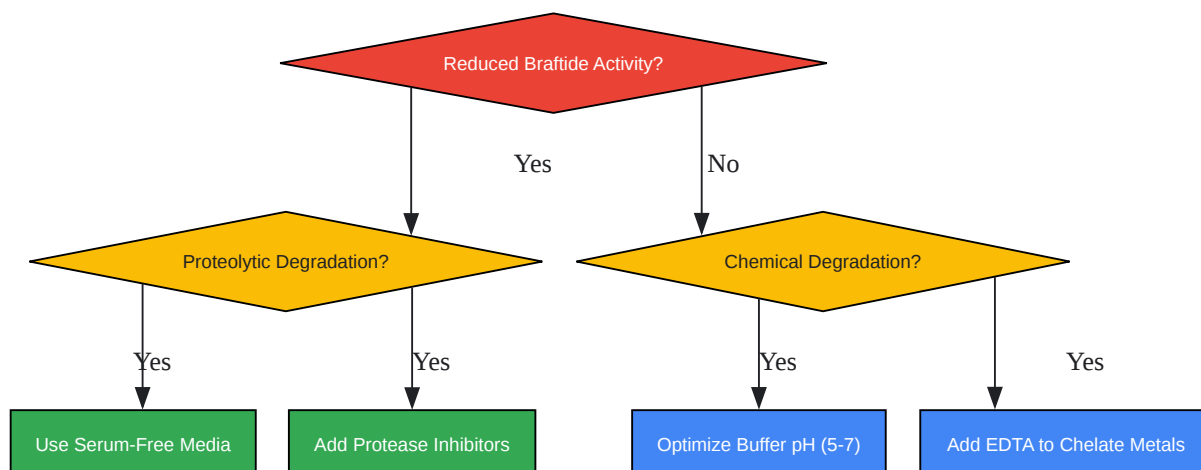 Reduced Braftide Activity?
Yes
No
Proteolytic Degradation?
Chemical Degradation?
Yes
Yes
Yes
Yes
Use Serum-Free Media
Add Protease Inhibitors
Optimize Buffer pH (5-7)
Add EDTA to Chelate Metals